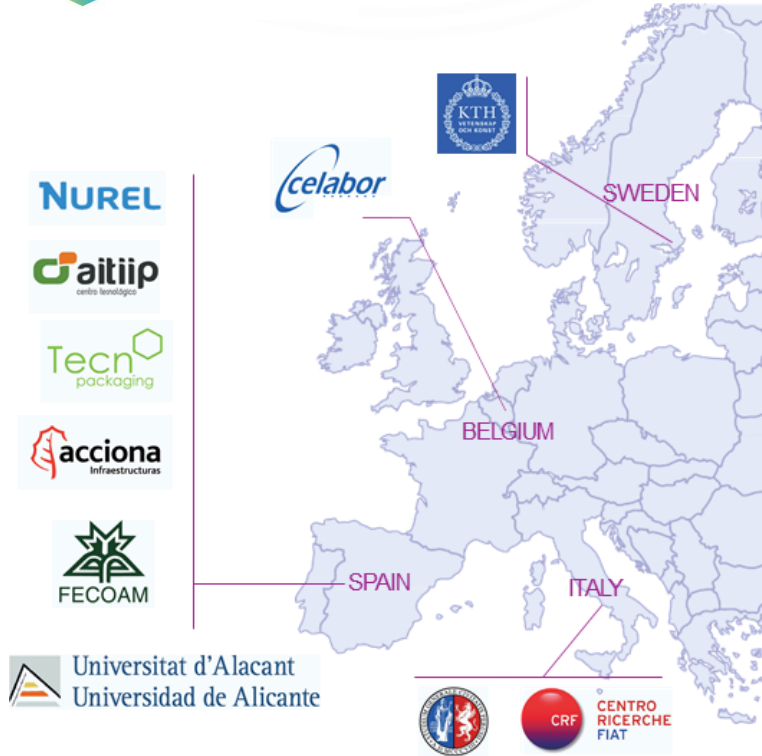 KTH
VETENSKAP
OCH KONST
SWEDEN
celabor
NUREL
aitiip
centro tecnológico
Tecn
packaging
BELGIUM
acciona
Infraestructuras
FECOAM
SPAIN
ITALY
Universitat d'Alacant
Universidad de Alicante
CRF
CENTRO
RICERCHE
FIAT